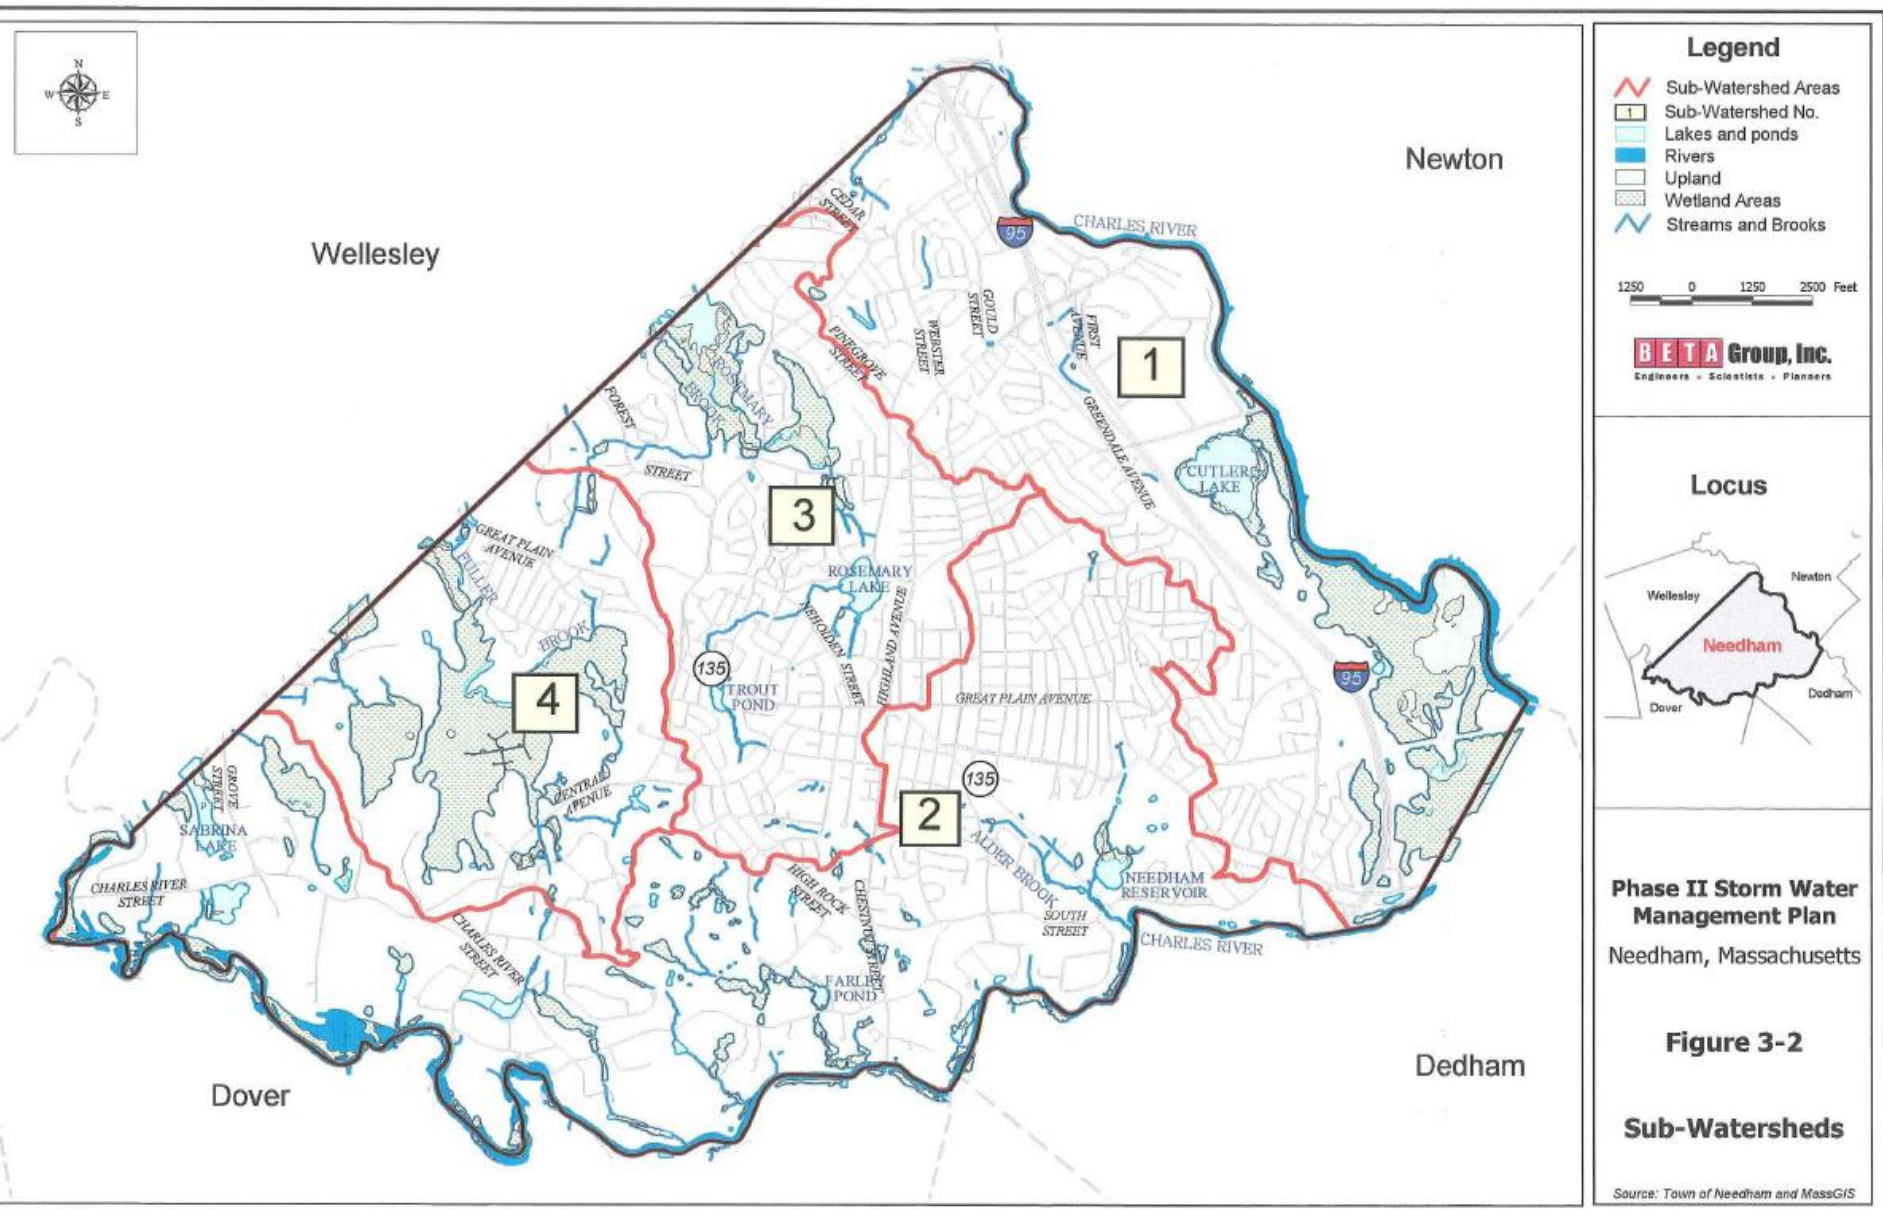 N
W E
S
Wellesley
Newton
Dover
Dedham
CEDAR
STREET
95
CHARLES RIVER
GOULD
STREET
WEBSTER
STREET
FIRST
AVENUE
PINEGROVE
STREET
1
ROSEMARY
BROOK
FOREST
STREET
GREENDALE AVENUE
CUTLER
LAKE
3
GREAT PLAIN
AVENUE
FULLER
BROOK
ROSEMARY
LAKE
NEHOIDEN STREET
HIGHLAND AVENUE
135
TROUT
POND
GREAT PLAIN AVENUE
95
4
135
CENTRAL
AVENUE
GROVE
STREET
SABRINA
LAKE
2
ALDER BROOK
NEEDHAM
RESERVOIR
CHARLES RIVER
STREET
HIGH ROCK
STREET
CHESTNUT STREET
SOUTH
STREET
CHARLES RIVER
CHARLES RIVER
STREET
FARLEY
POND
Legend
Sub-Watershed Areas
1 Sub-Watershed No.
Lakes and ponds
Rivers
Upland
Wetland Areas
Streams and Brooks
1250 0 1250 2500 Feet
BETA Group, Inc.
Engineers • Scientists • Planners
Locus
Wellesley
Newton
Needham
Dover
Dedham
Phase II Storm Water
Management Plan
Needham, Massachusetts
Figure 3-2
Sub-Watersheds
Source: Town of Needham and MassGIS